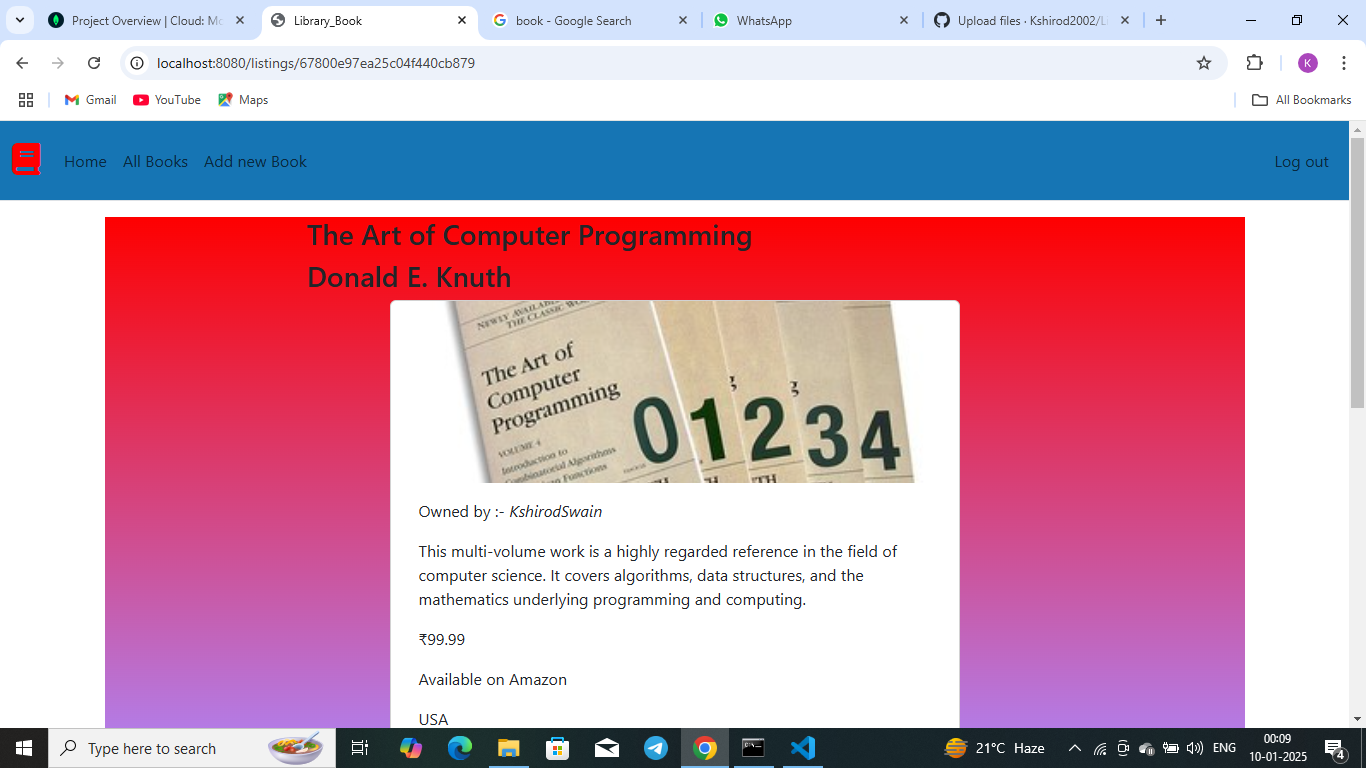 Project Overview | Cloud: Mo
Library_Book
book - Google Search
WhatsApp
Upload files · Kshirod2002/Li
localhost:8080/listings/67800e97ea25c04f440cb879
K
Gmail
YouTube
Maps
All Bookmarks
Home
All Books
Add new Book
Log out
The Art of Computer Programming
Donald E. Knuth
NEWLY AVAILABLE
THE CLASSIC
The Art of
Computer
Programming
VOLUME 4
Introduction to
Combinatorial Algorithms
Functions
0 1 2 3 4
Owned by :- KshirodSwain
This multi-volume work is a highly regarded reference in the field of
computer science. It covers algorithms, data structures, and the
mathematics underlying programming and computing.
₹99.99
Available on Amazon
USA
Type here to search
21°C Haze
ENG
00:09
10-01-2025
4